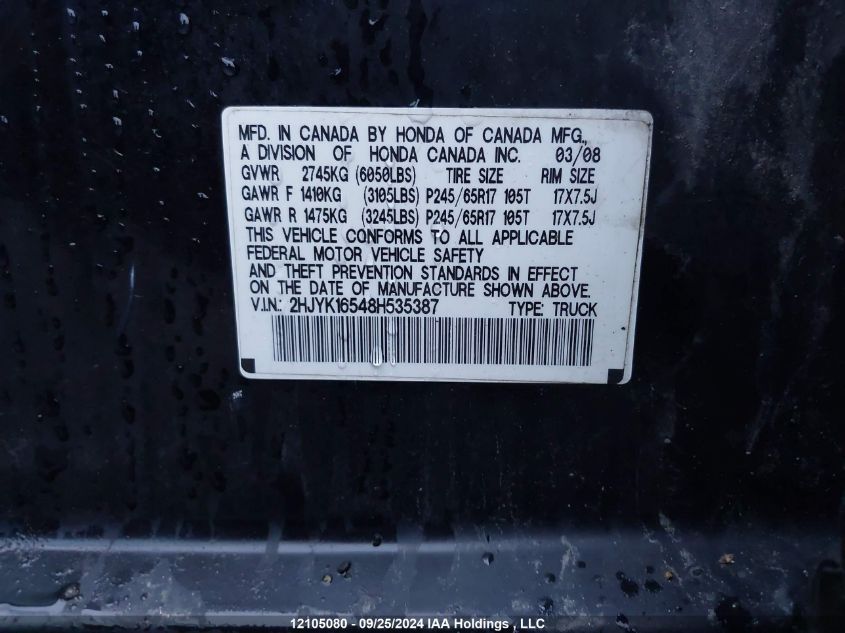 MFD. IN CANADA BY HONDA OF CANADA MFG.,
A DIVISION OF HONDA CANADA INC. 03/08
GVWR 2745KG (6050LBS) TIRE SIZE RIM SIZE
GAWR F 1410KG (3105LBS) P245/65R17 105T 17X7.5J
GAWR R 1475KG (3245LBS) P245/65R17 105T 17X7.5J
THIS VEHICLE CONFORMS TO ALL APPLICABLE
FEDERAL MOTOR VEHICLE SAFETY
AND THEFT PREVENTION STANDARDS IN EFFECT
ON THE DATE OF MANUFACTURE SHOWN ABOVE.
V.I.N.: 2HJYK16548H535387 TYPE: TRUCK
12105080 - 09/25/2024 IAA Holdings , LLC